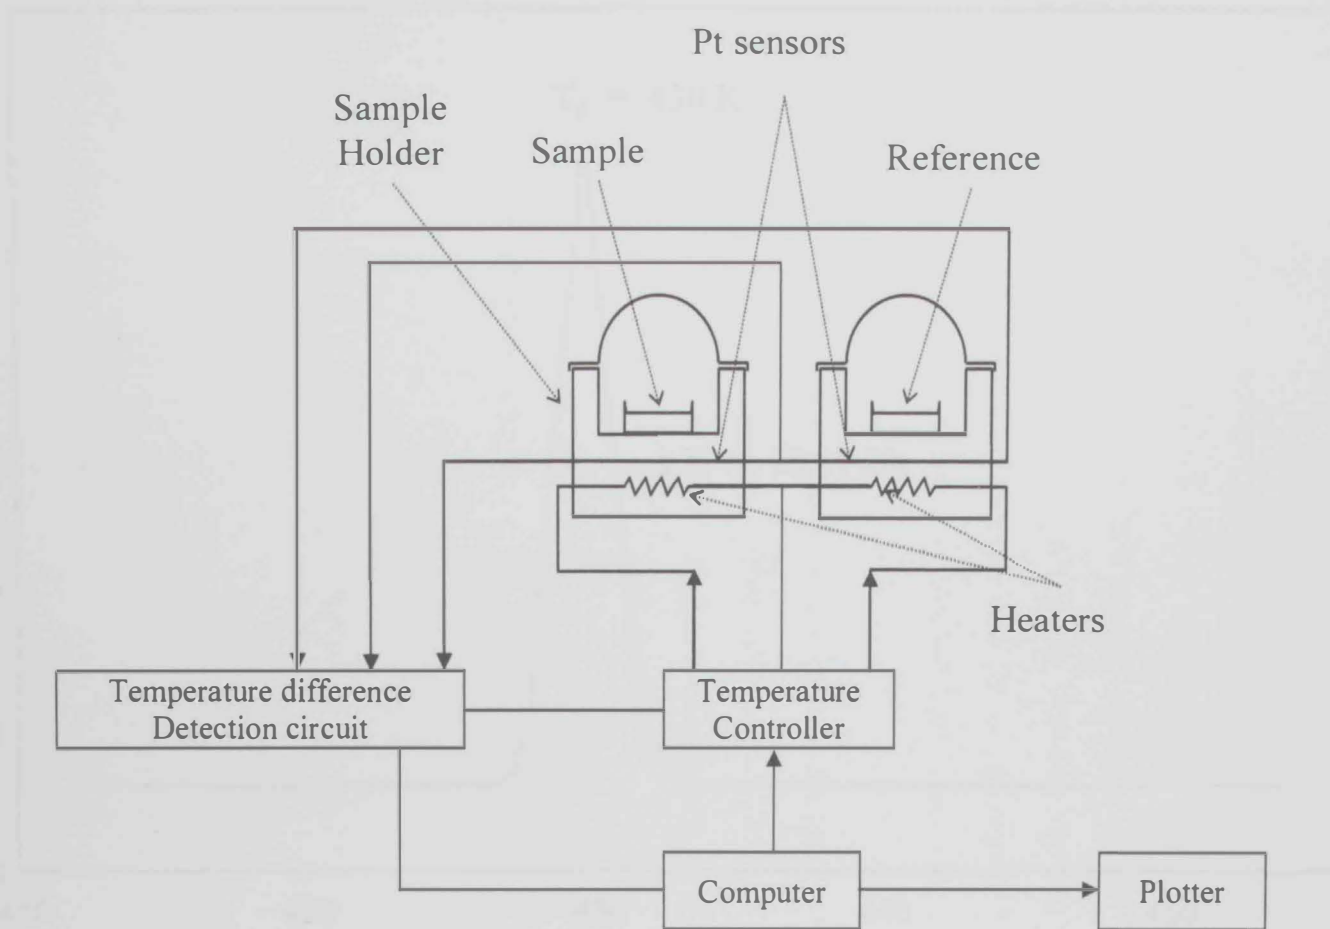 Pt sensors
Sample
Holder
Sample
Reference
Heaters
Temperature difference
Detection circuit
Temperature
Controller
Computer
Plotter